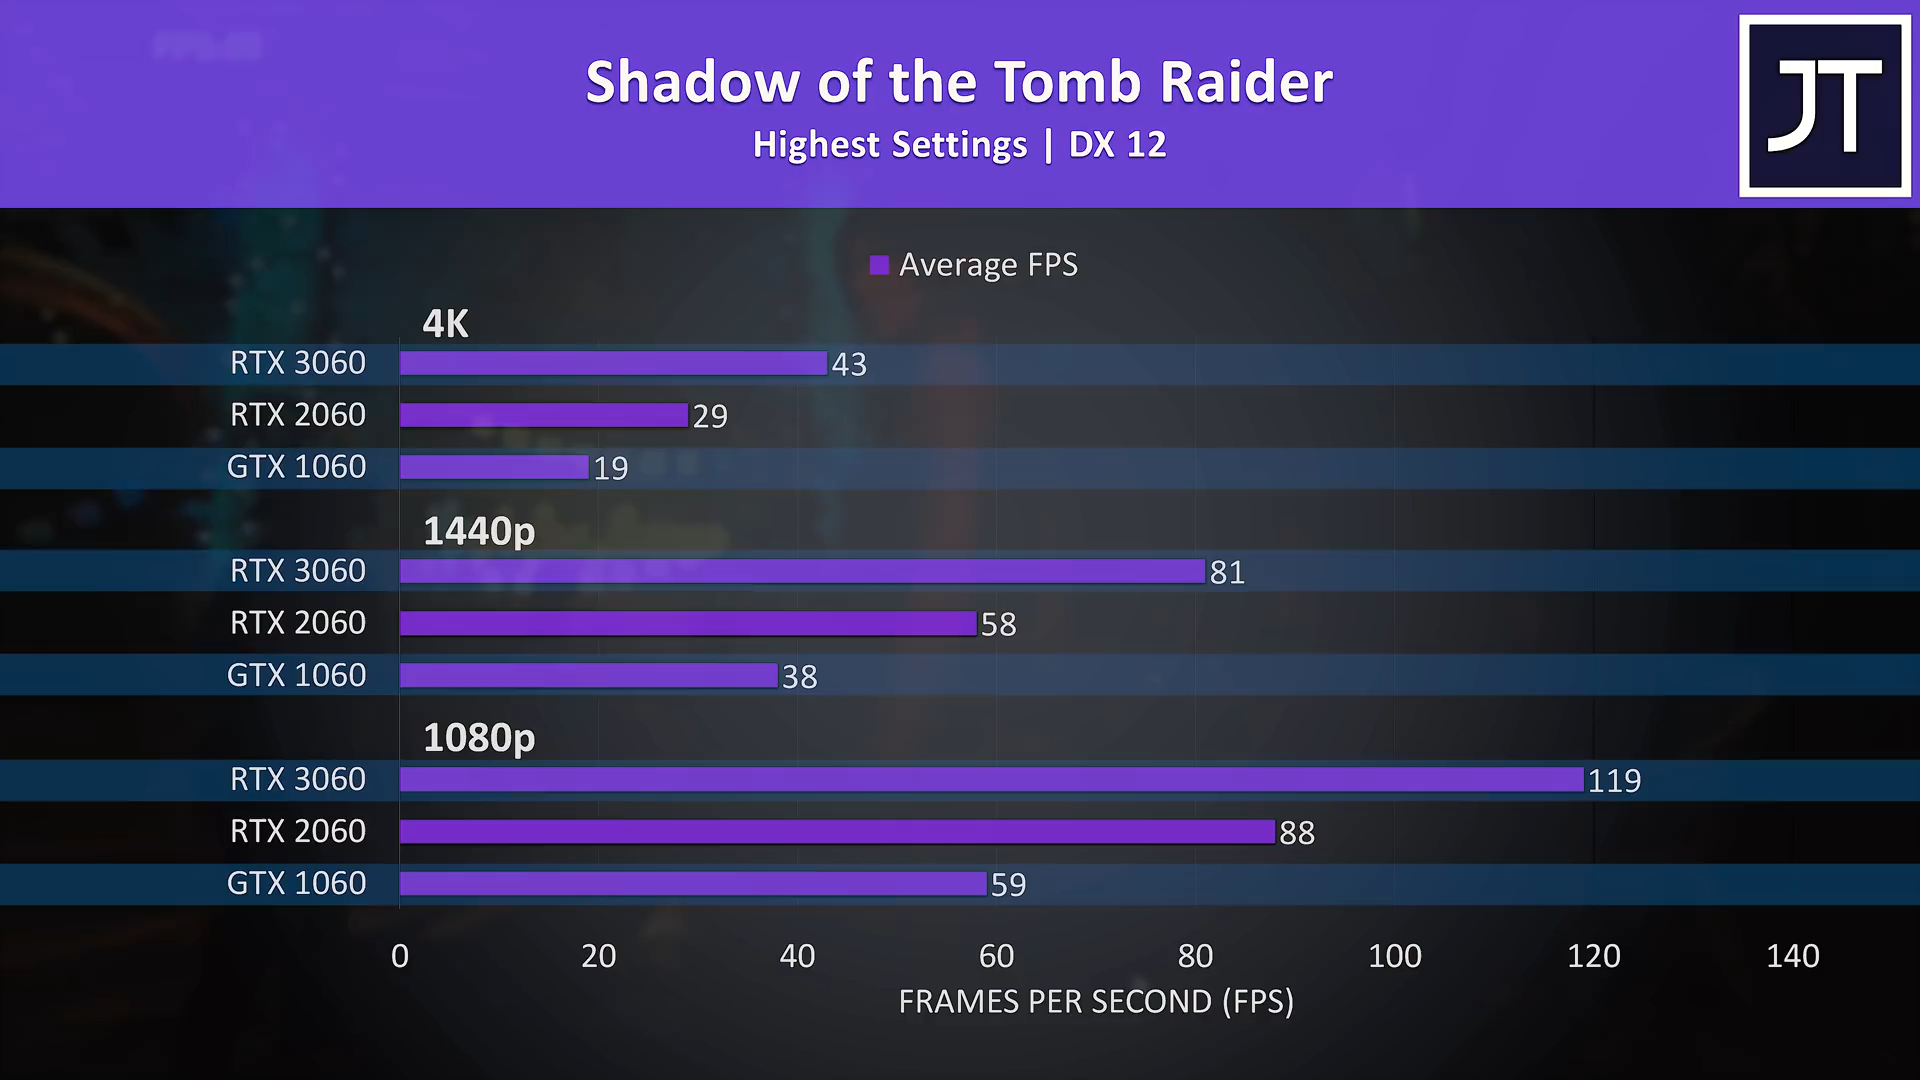 Shadow of the Tomb Raider
Highest Settings | DX 12
JT
Average FPS
4K
RTX 3060 43
RTX 2060 29
GTX 1060 19
1440p
RTX 3060 81
RTX 2060 58
GTX 1060 38
1080p
RTX 3060 119
RTX 2060 88
GTX 1060 59
0 20 40 60 80 100 120 140
FRAMES PER SECOND (FPS)